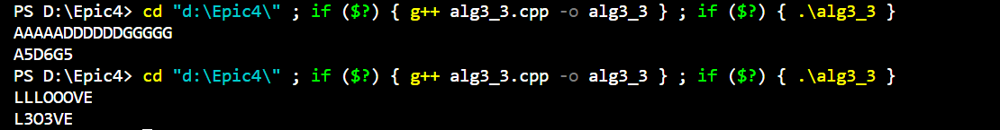 PS D:\Epic4> cd "d:\Epic4\" ; if ($?) { g++ alg3_3.cpp -o alg3_3 } ; if ($?) { .\alg3_3 }
AAAAADDDDDDGGGGG
A5D6G5
PS D:\Epic4> cd "d:\Epic4\" ; if ($?) { g++ alg3_3.cpp -o alg3_3 } ; if ($?) { .\alg3_3 }
LLLOOOVE
L3O3VE